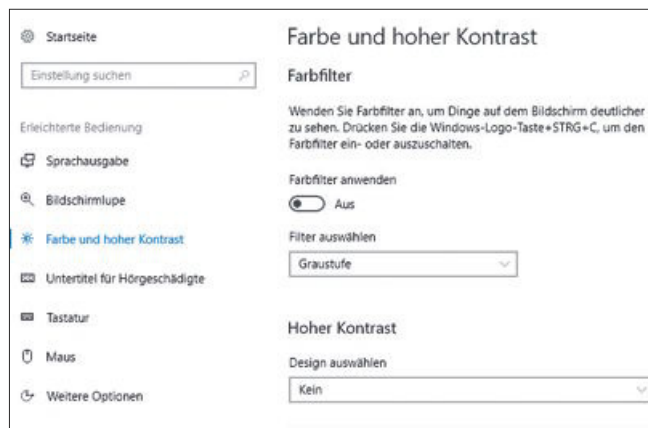 Startseite
Einstellung suchen
Erleichterte Bedienung
Sprachausgabe
Bildschirmlupe
Farbe und hoher Kontrast
Untertitel für Hörgeschädigte
Tastatur
Maus
Weitere Optionen
Farbe und hoher Kontrast
Farbfilter
Wenden Sie Farbfilter an, um Dinge auf dem Bildschirm deutlicher
zu sehen. Drücken Sie die Windows-Logo-Taste+STRG+C, um den
Farbfilter ein- oder auszuschalten.
Farbfilter anwenden
Aus
Filter auswählen
Graustufe
Hoher Kontrast
Design auswählen
Kein